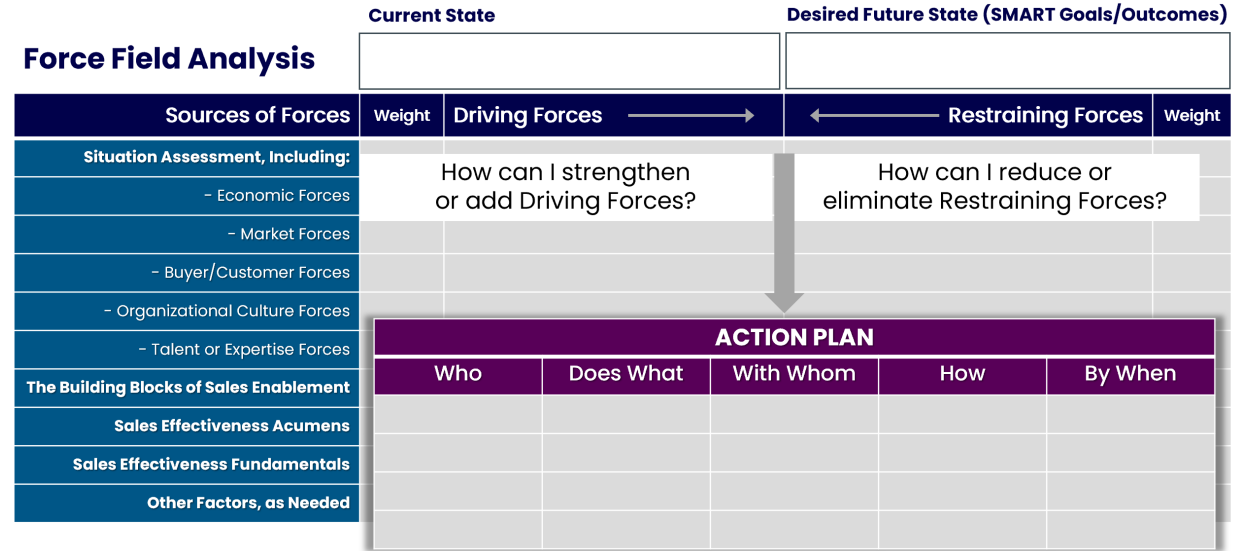 Current State
Desired Future State (SMART Goals/Outcomes)
Force Field Analysis
Sources of Forces
Weight
Driving Forces
Restraining Forces
Weight
Situation Assessment, Including:
- Economic Forces
- Market Forces
- Buyer/Customer Forces
- Organizational Culture Forces
- Talent or Expertise Forces
The Building Blocks of Sales Enablement
Sales Effectiveness Acumens
Sales Effectiveness Fundamentals
Other Factors, as Needed
How can I strengthen
or add Driving Forces?
How can I reduce or
eliminate Restraining Forces?
ACTION PLAN
Who
Does What
With Whom
How
By When